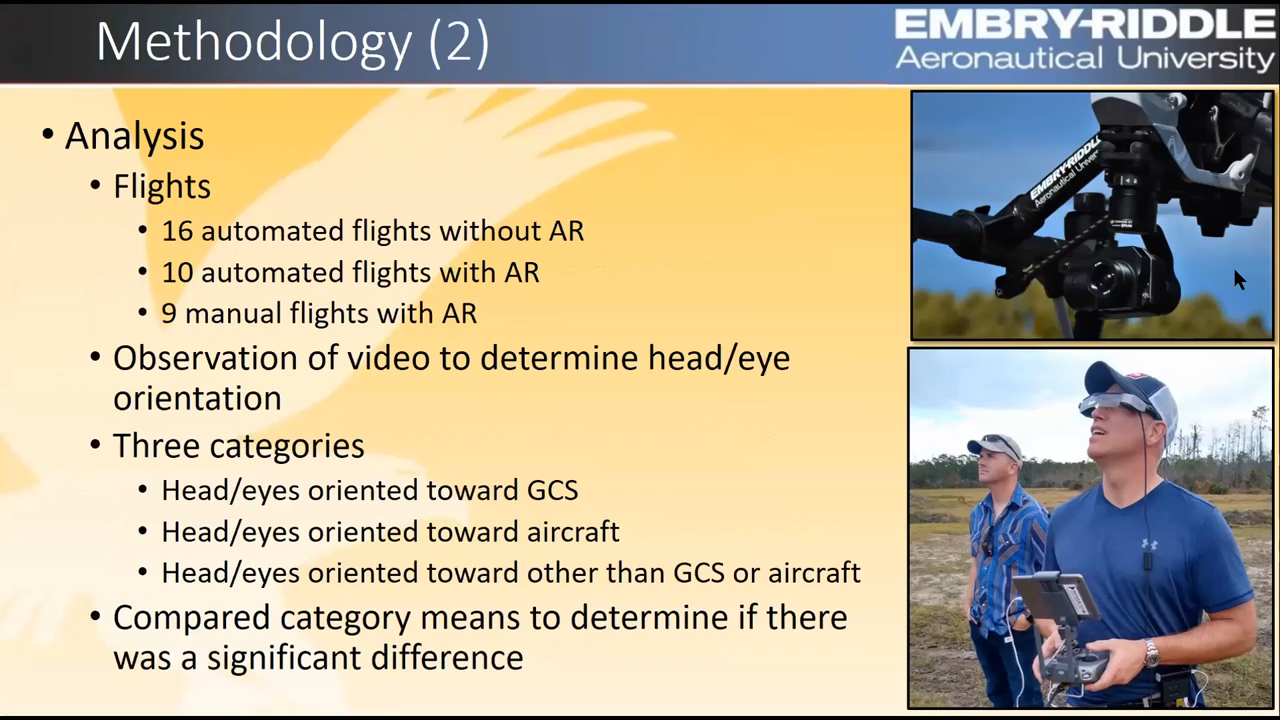 Methodology (2)
EMBRY-RIDDLE
Aeronautical University
• Analysis
• Flights
• 16 automated flights without AR
• 10 automated flights with AR
• 9 manual flights with AR
• Observation of video to determine head/eye
orientation
• Three categories
• Head/eyes oriented toward GCS
• Head/eyes oriented toward aircraft
• Head/eyes oriented toward other than GCS or aircraft
• Compared category means to determine if there
was a significant difference
EMBRY-RIDDLE
Aeronautical